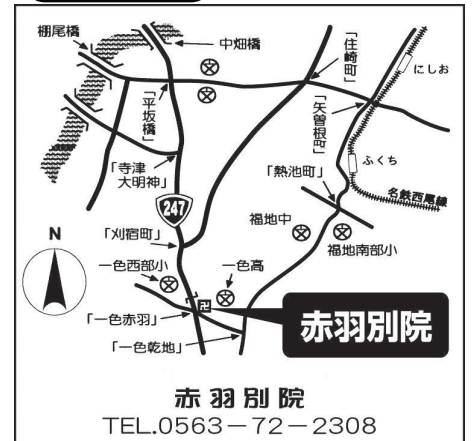 棚尾橋
中畑橋
「住崎町」
にしお
「平坂橋」
「矢曽根町」
「寺津
大明神」
ふくち
「熱池町」
名鉄西尾線
247
福地中
「刈宿町」
福地南部小
N
一色西部小
一色高
赤羽別院
「一色赤羽」
「一色乾地」
赤羽別院
TEL.0563−72−2308